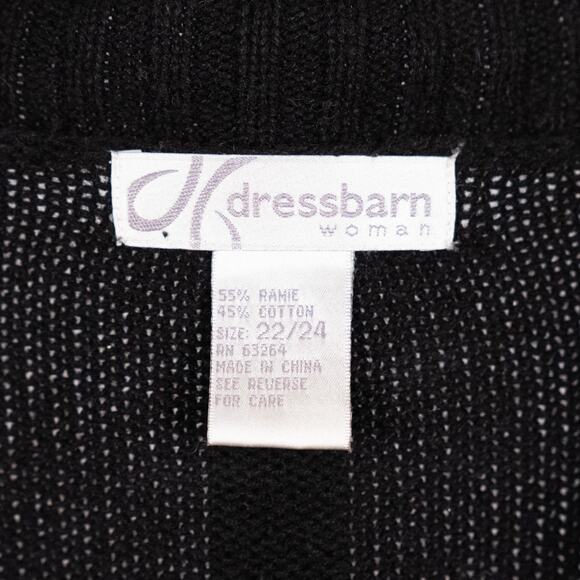 dressbarn
woman
55% RAMIE
45% COTTON
SIZE: 22/24
RN 63264
MADE IN CHINA
SEE REVERSE
FOR CARE